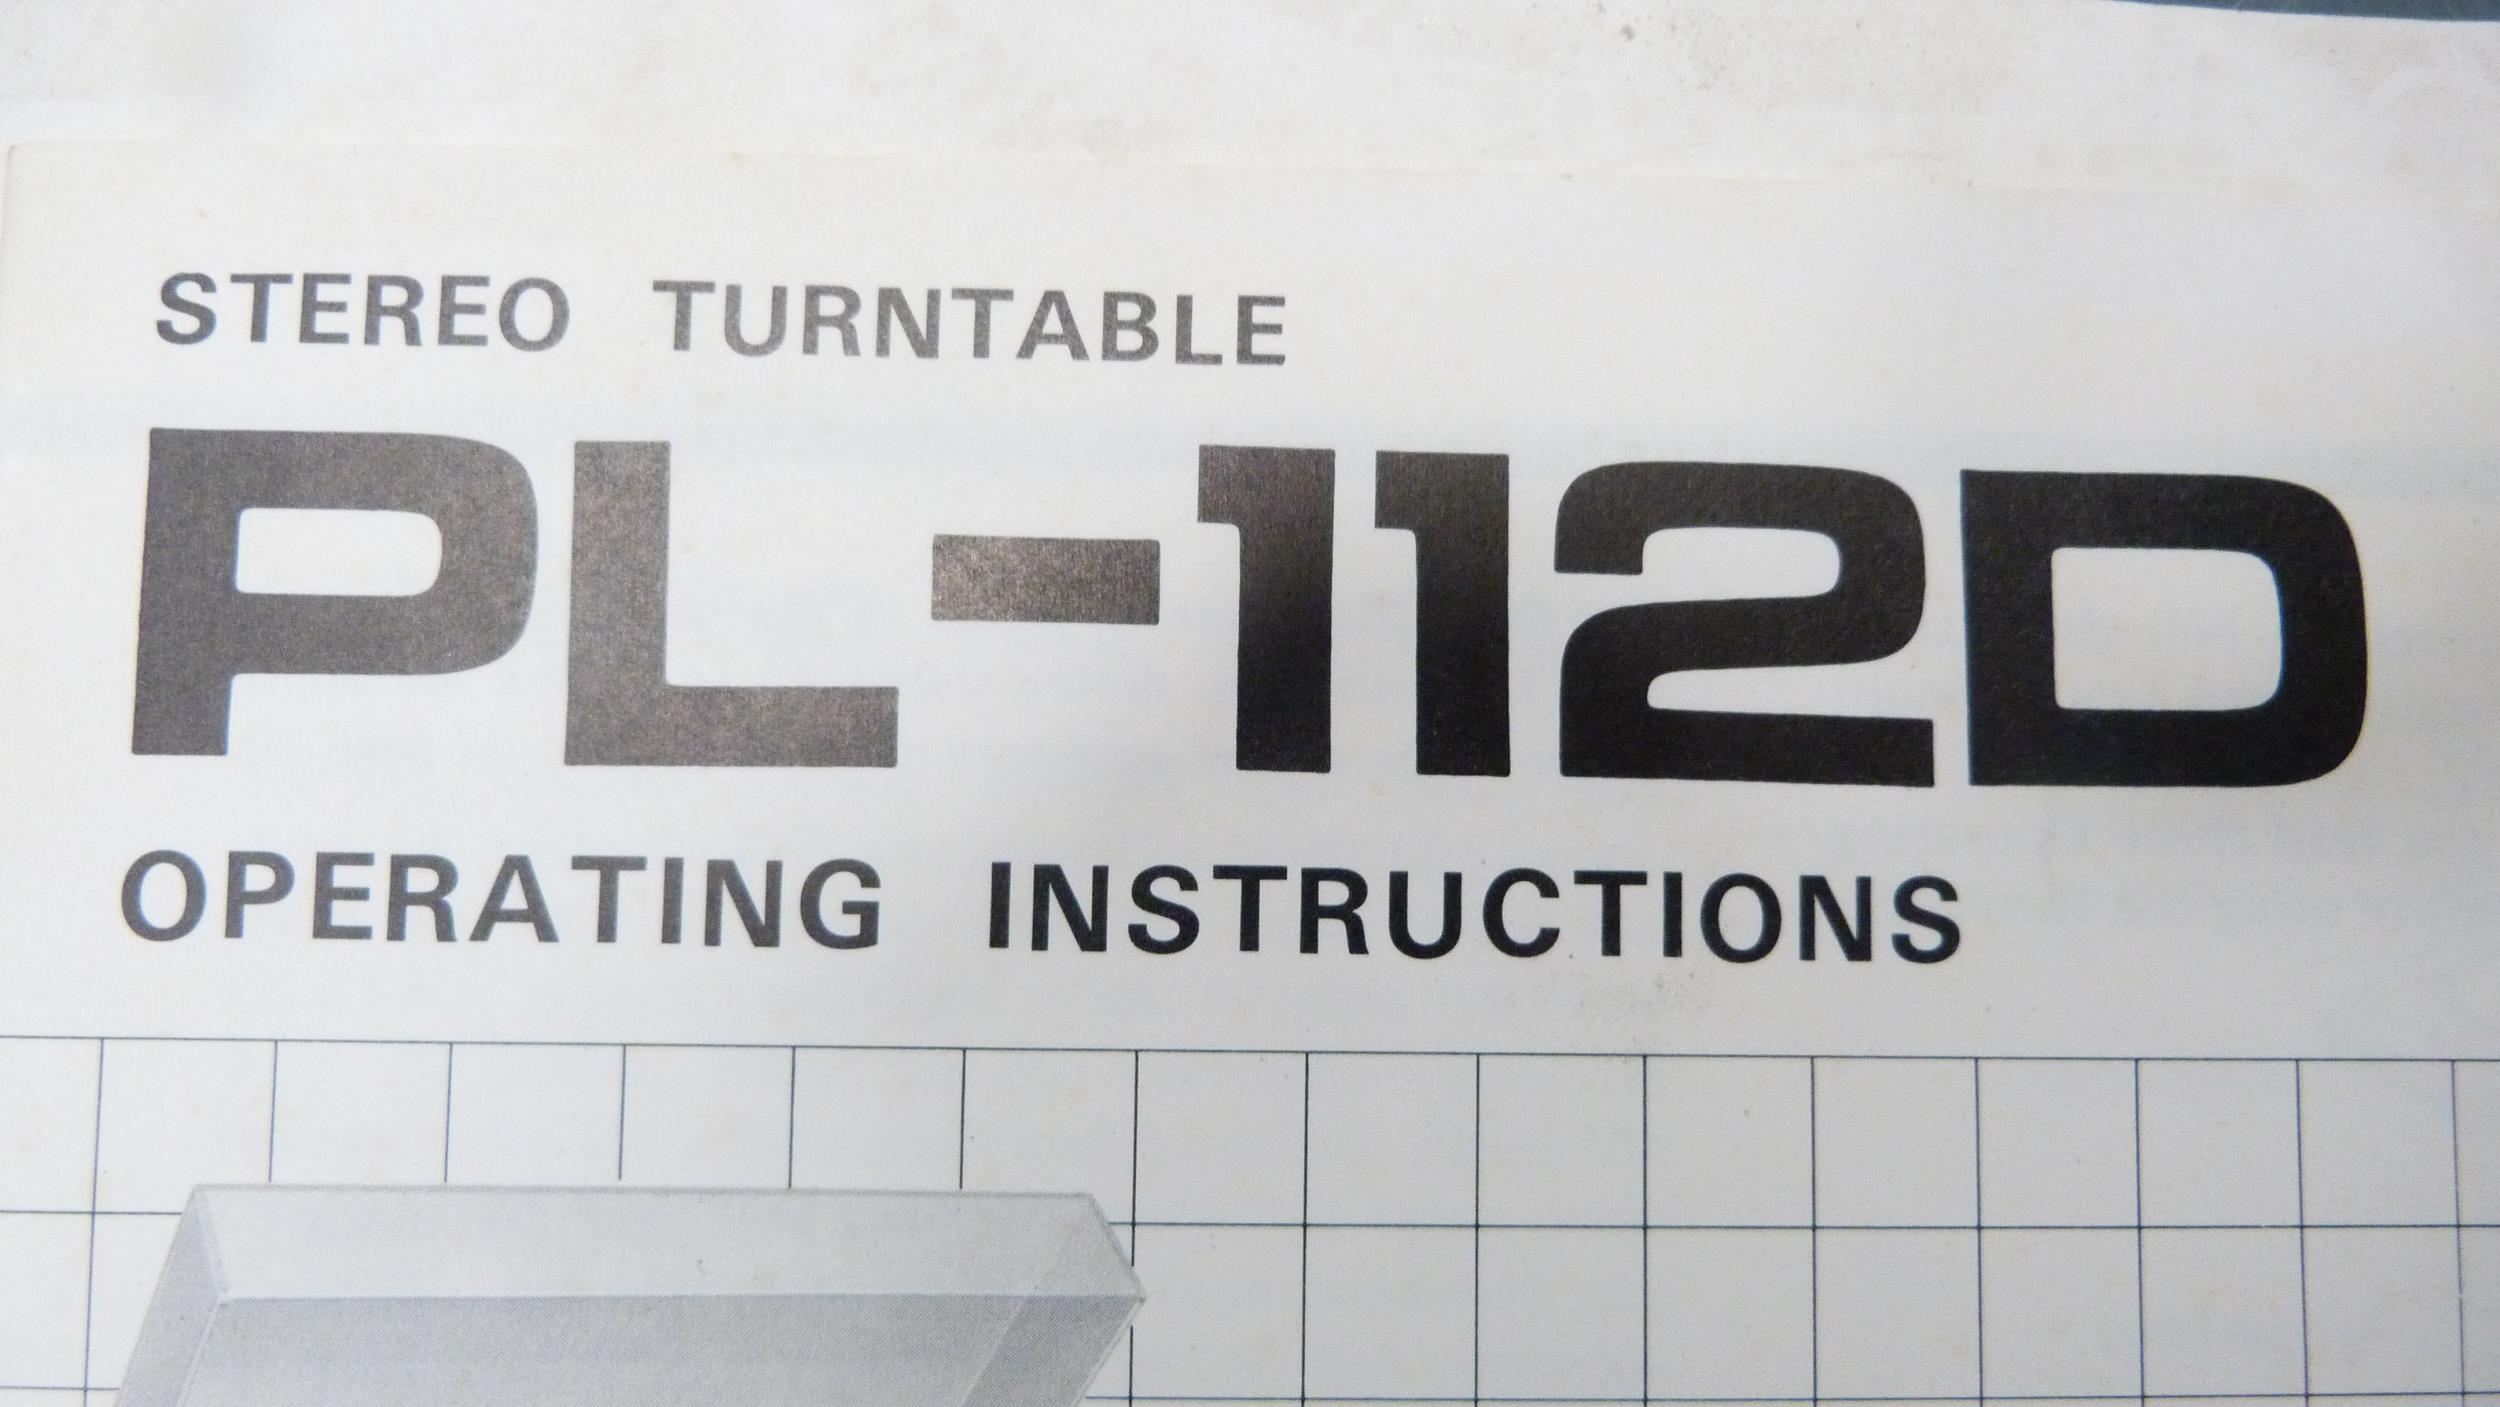 STEREO TURNTABLE
PL-112D
OPERATING INSTRUCTIONS